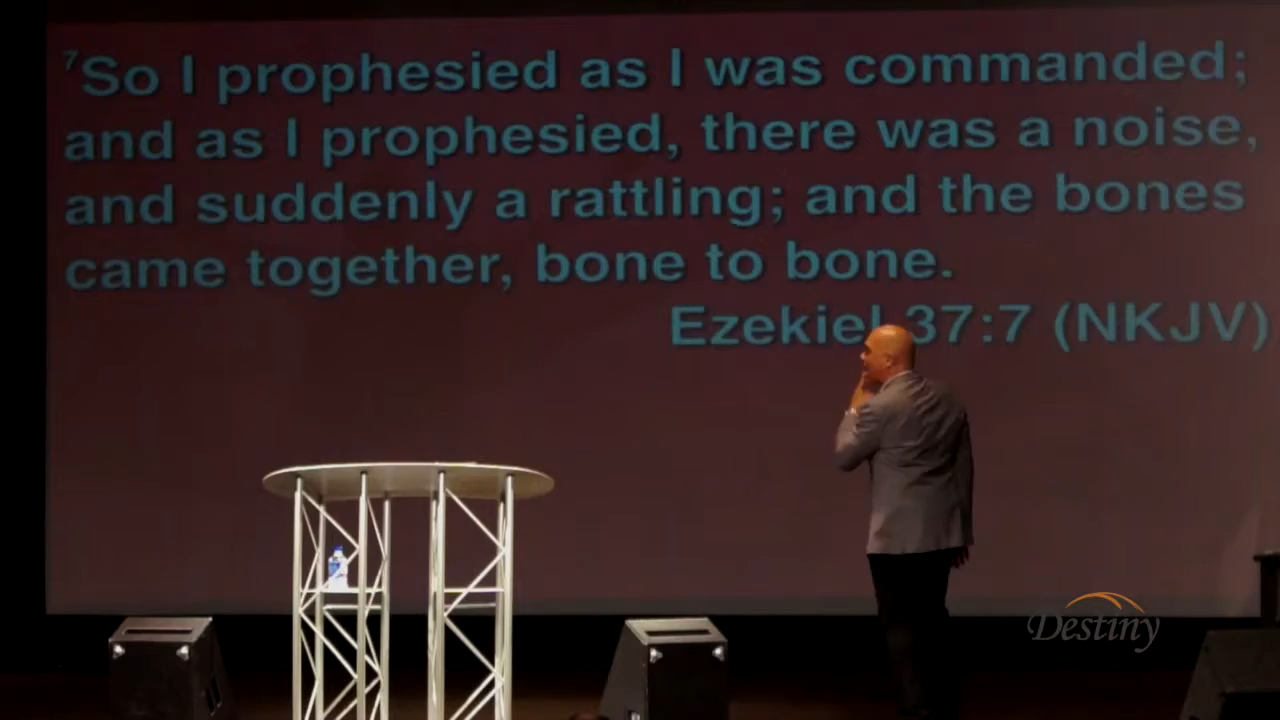 ⁷So I prophesied as I was commanded;
and as I prophesied, there was a noise,
and suddenly a rattling; and the bones
came together, bone to bone.
Ezekiel 37:7 (NKJV)
Destiny